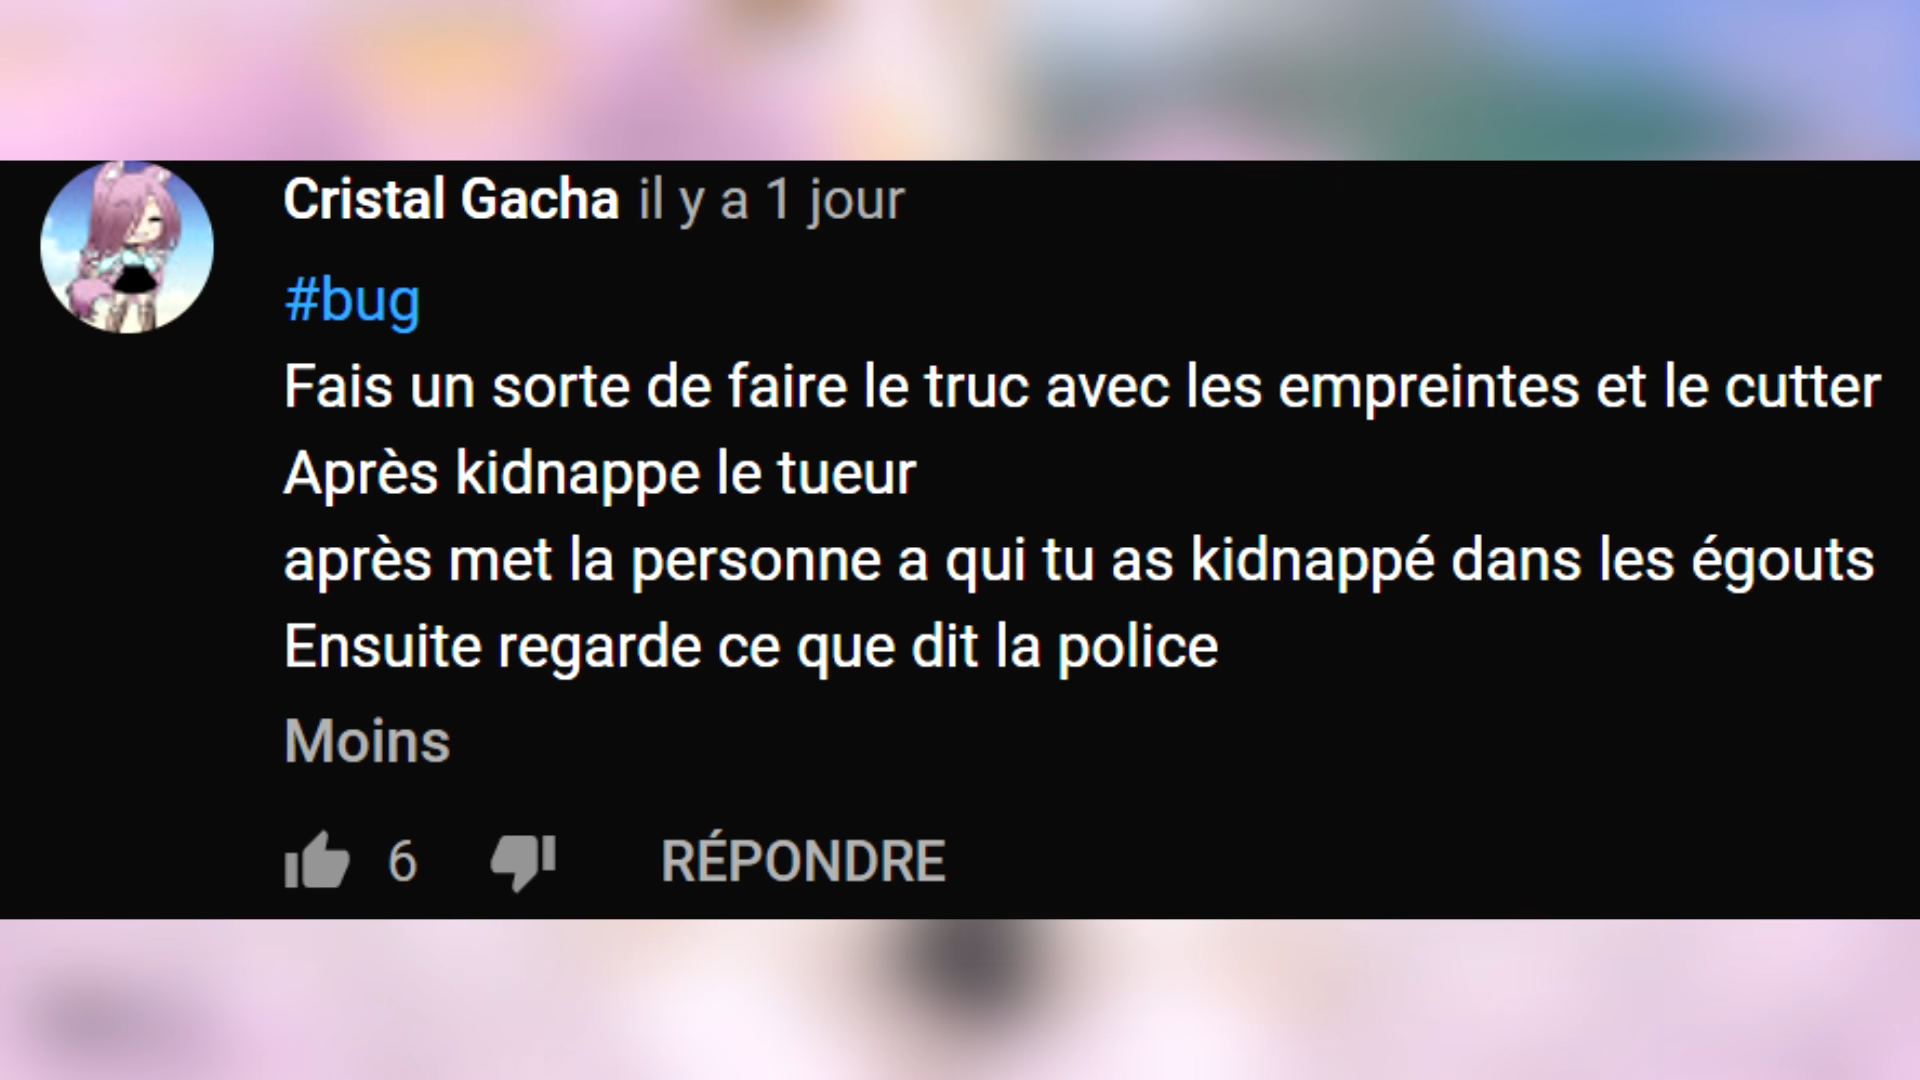 Cristal Gacha il y a 1 jour
#bug
Fais un sorte de faire le truc avec les empreintes et le cutter
Après kidnappe le tueur
après met la personne a qui tu as kidnappé dans les égouts
Ensuite regarde ce que dit la police
Moins
6 RÉPONDRE